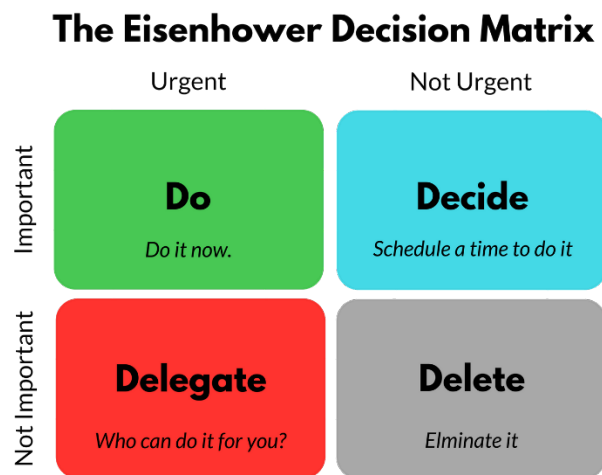 The Eisenhower Decision Matrix
Urgent
Not Urgent
Important
Do
Do it now.
Decide
Schedule a time to do it
Not Important
Delegate
Who can do it for you?
Delete
Elminate it